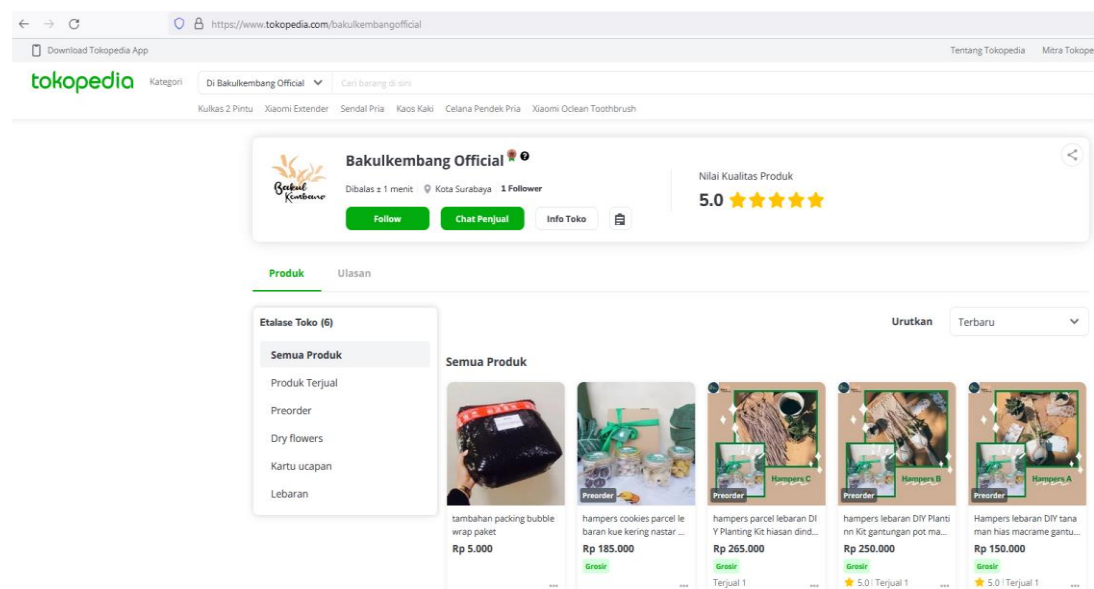 https://www.tokopedia.com/bakulkembangofficial
Download Tokopedia App
Tentang Tokopedia Mitra Tokope
tokopedia Kategori Di Bakulkembang Official Cari barang di sini
Kulkas 2 Pintu Xiaomi Extender Sendal Pria Kaos Kaki Celana Pendek Pria Xiaomi Oclean Toothbrush
Bakul Kembang
Bakulkembang Official
Dibalas ± 1 menit Kota Surabaya 1 Follower
Follow Chat Penjual Info Toko
Nilai Kualitas Produk
5.0
Produk Ulasan
Etalase Toko (6)
Semua Produk
Produk Terjual
Preorder
Dry flowers
Kartu ucapan
Lebaran
Urutkan Terbaru
Semua Produk
tambahan packing bubble
wrap paket
Rp 5.000
Preorder
hampers cookies parcel le
baran kue kering nastar ...
Rp 185.000
Grosir
Hampers C
Preorder
hampers parcel lebaran DI
Y Planting Kit hiasan dind...
Rp 265.000
Grosir
Terjual 1
Hampers B
Preorder
hampers lebaran DIY Planti
nn Kit gantungan pot ma...
Rp 250.000
Grosir
5.0 | Terjual 1
Hampers A
Preorder
Hampers lebaran DIY tana
man hias macrame gantu...
Rp 150.000
Grosir
5.0 | Terjual 1